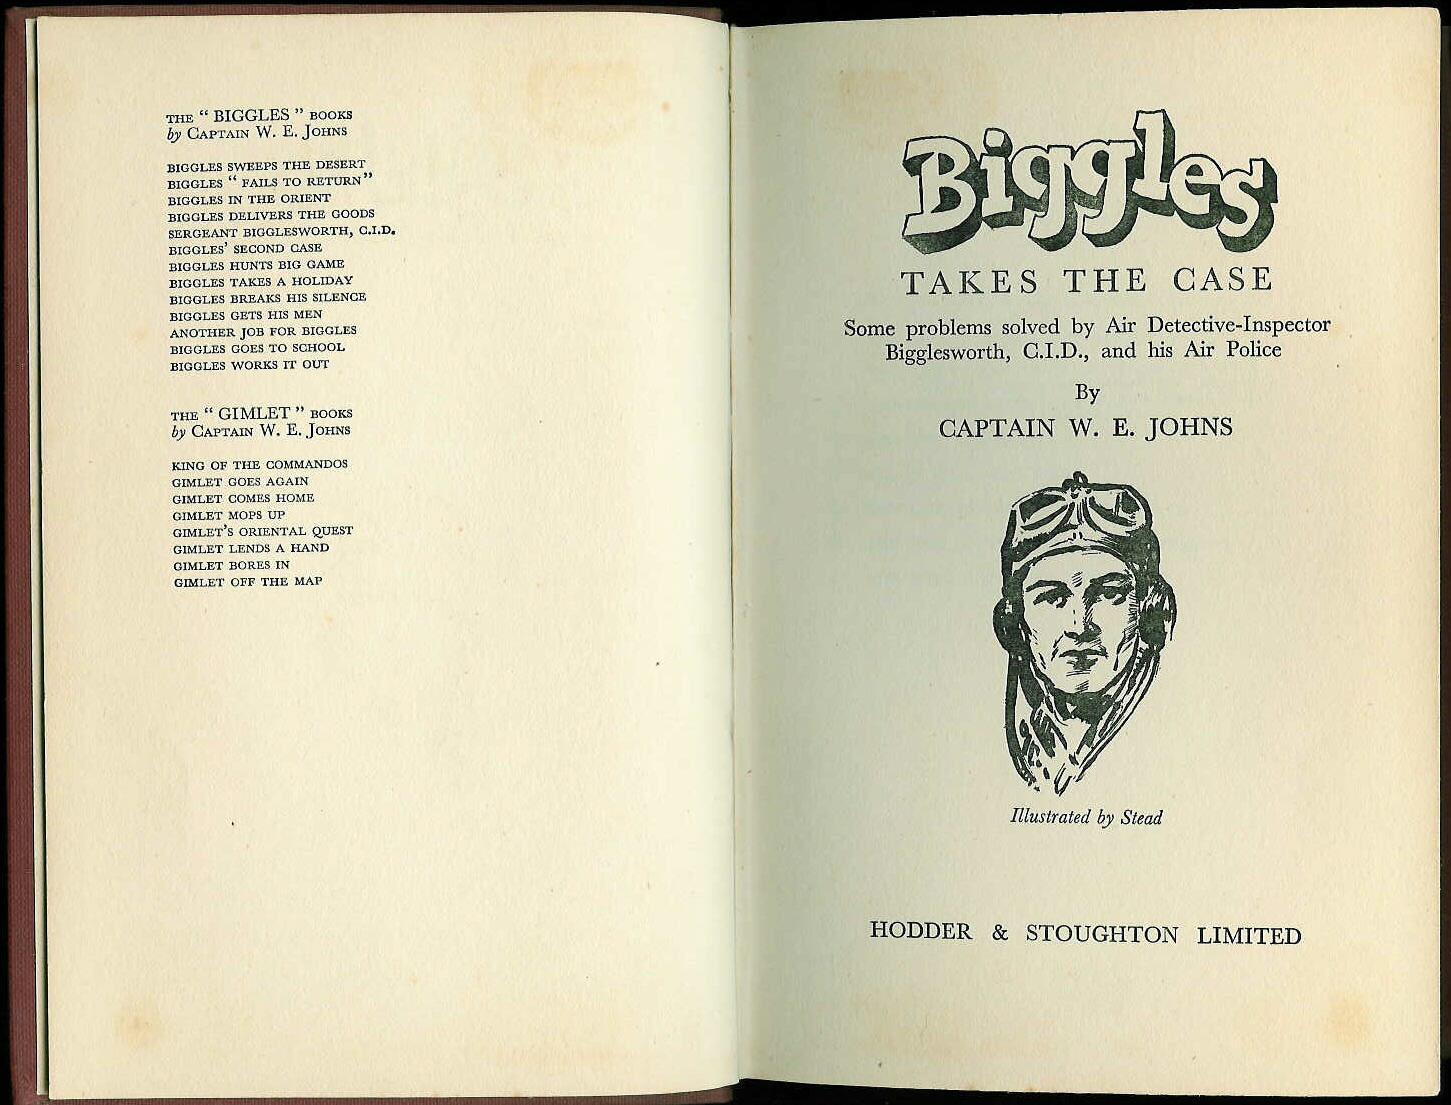 THE “ BIGGLES ” BOOKS
by CAPTAIN W. E. JOHNS
BIGGLES SWEEPS THE DESERT
BIGGLES “ FAILS TO RETURN ”
BIGGLES IN THE ORIENT
BIGGLES DELIVERS THE GOODS
SERGEANT BIGGLESWORTH, C.I.D.
BIGGLES’ SECOND CASE
BIGGLES HUNTS BIG GAME
BIGGLES TAKES A HOLIDAY
BIGGLES BREAKS HIS SILENCE
BIGGLES GETS HIS MEN
ANOTHER JOB FOR BIGGLES
BIGGLES GOES TO SCHOOL
BIGGLES WORKS IT OUT
THE “ GIMLET ” BOOKS
by CAPTAIN W. E. JOHNS
KING OF THE COMMANDOS
GIMLET GOES AGAIN
GIMLET COMES HOME
GIMLET MOPS UP
GIMLET’S ORIENTAL QUEST
GIMLET LENDS A HAND
GIMLET BORES IN
GIMLET OFF THE MAP
Biggles
TAKES THE CASE
Some problems solved by Air Detective-Inspector
Bigglesworth, C.I.D., and his Air Police
By
CAPTAIN W. E. JOHNS
Illustrated by Stead
HODDER & STOUGHTON LIMITED